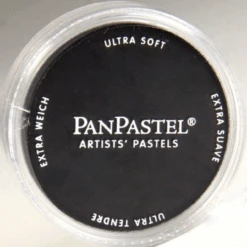 ULTRA SOFT
EXTRA WEICH
PANPASTEL®
ARTISTS' PASTELS
EXTRA SUAVE
ULTRA TENDRE